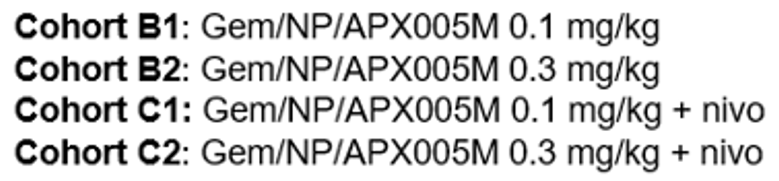 Cohort B1: Gem/NP/APX005M 0.1 mg/kg
Cohort B2: Gem/NP/APX005M 0.3 mg/kg
Cohort C1: Gem/NP/APX005M 0.1 mg/kg + nivo
Cohort C2: Gem/NP/APX005M 0.3 mg/kg + nivo